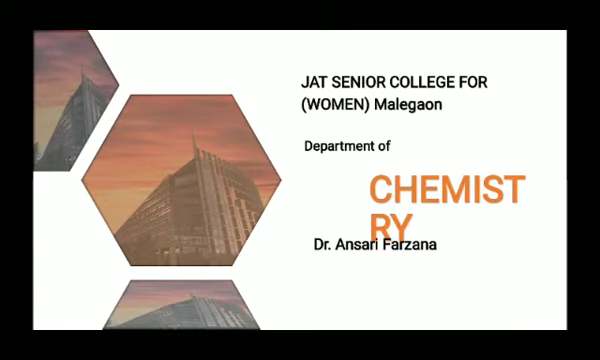 JAT SENIOR COLLEGE FOR
(WOMEN) Malegaon
Department of
CHEMIST
RY
Dr. Ansari Farzana